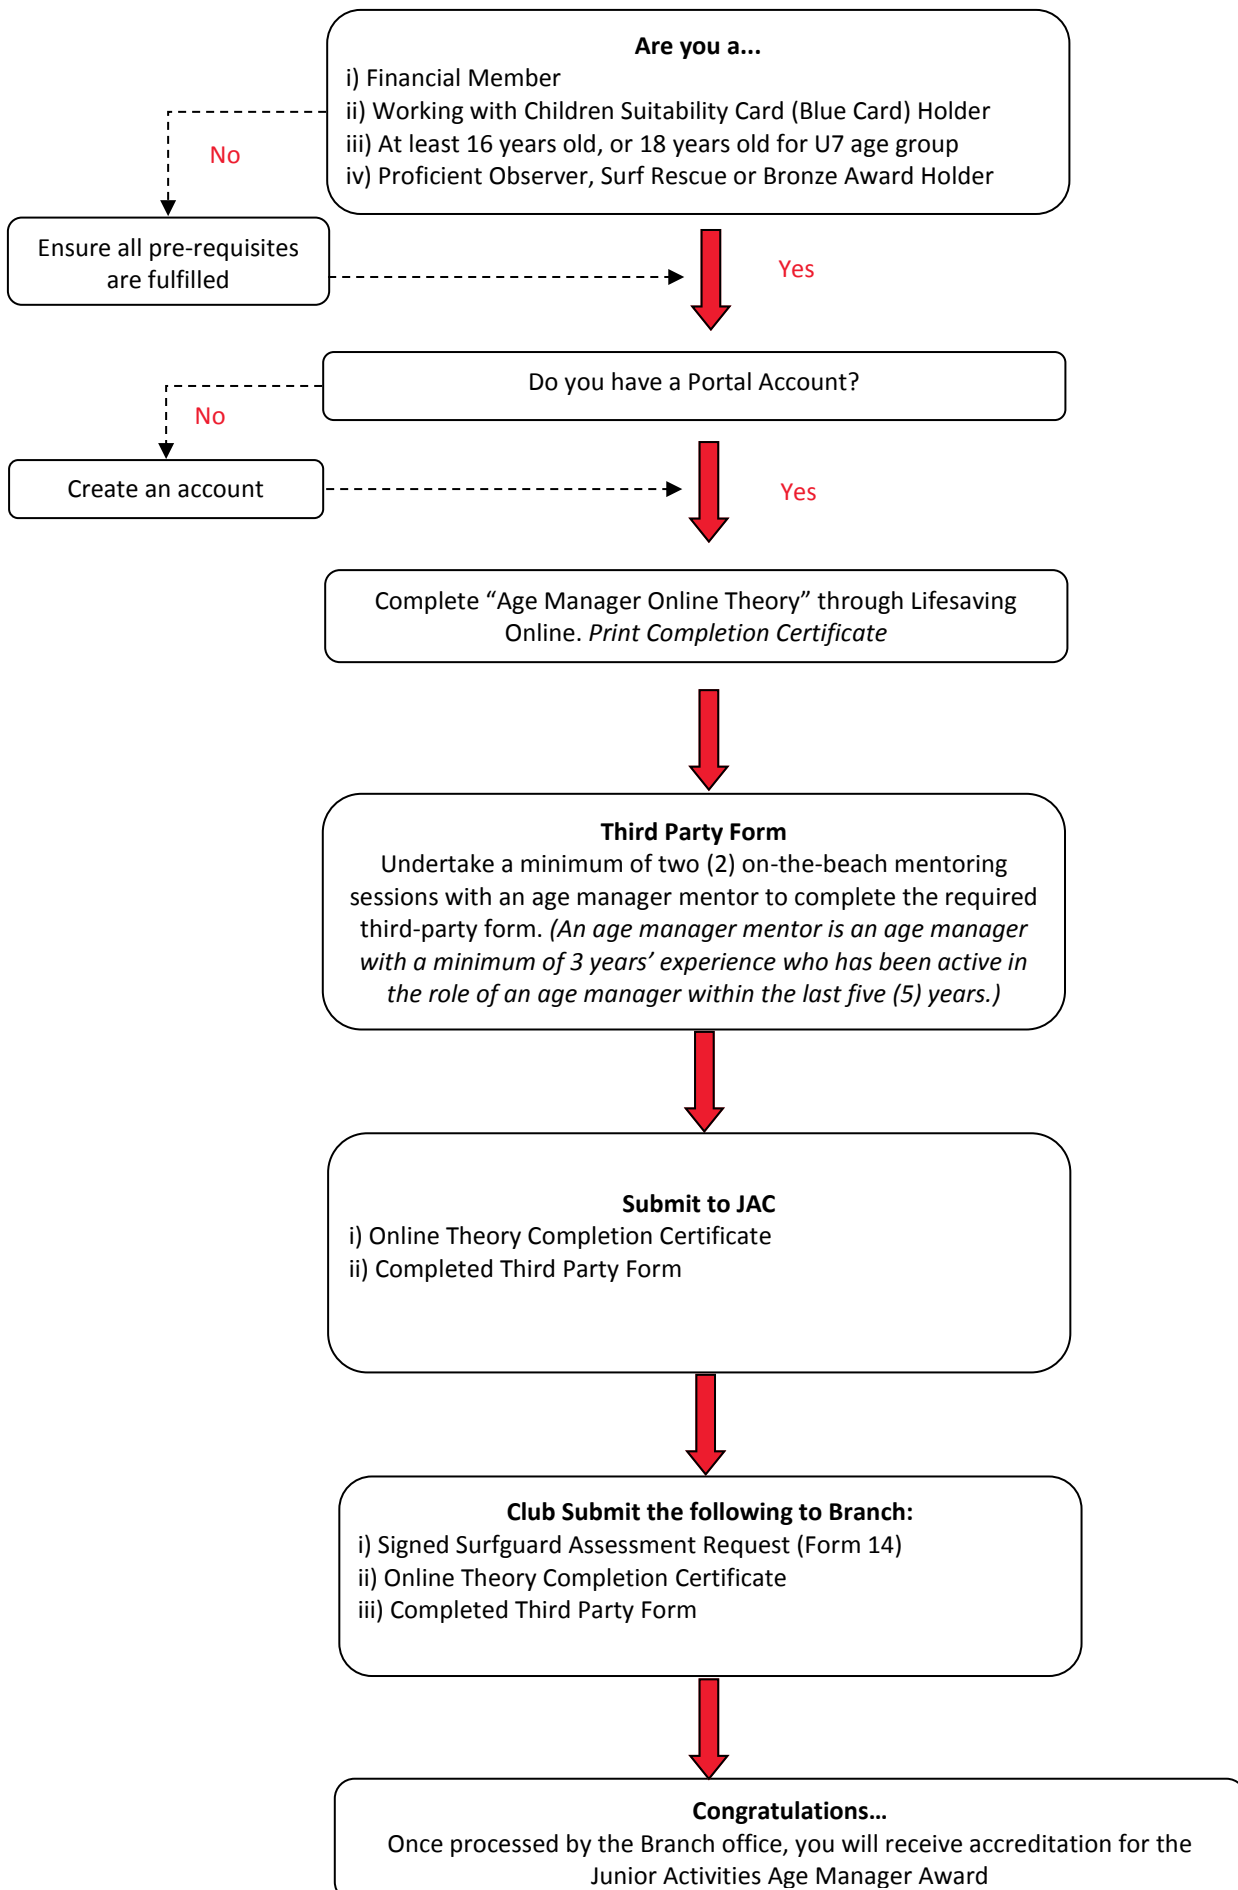 Are you a...
i) Financial Member
ii) Working with Children Suitability Card (Blue Card) Holder
iii) At least 16 years old, or 18 years old for U7 age group
iv) Proficient Observer, Surf Rescue or Bronze Award Holder
No
Ensure all pre-requisites
are fulfilled
Yes
Do you have a Portal Account?
No
Create an account
Yes
Complete “Age Manager Online Theory” through Lifesaving
Online. Print Completion Certificate
Third Party Form
Undertake a minimum of two (2) on-the-beach mentoring
sessions with an age manager mentor to complete the required
third-party form. (An age manager mentor is an age manager
with a minimum of 3 years’ experience who has been active in
the role of an age manager within the last five (5) years.)
Submit to JAC
i) Online Theory Completion Certificate
ii) Completed Third Party Form
Club Submit the following to Branch:
i) Signed Surfguard Assessment Request (Form 14)
ii) Online Theory Completion Certificate
iii) Completed Third Party Form
Congratulations…
Once processed by the Branch office, you will receive accreditation for the
Junior Activities Age Manager Award